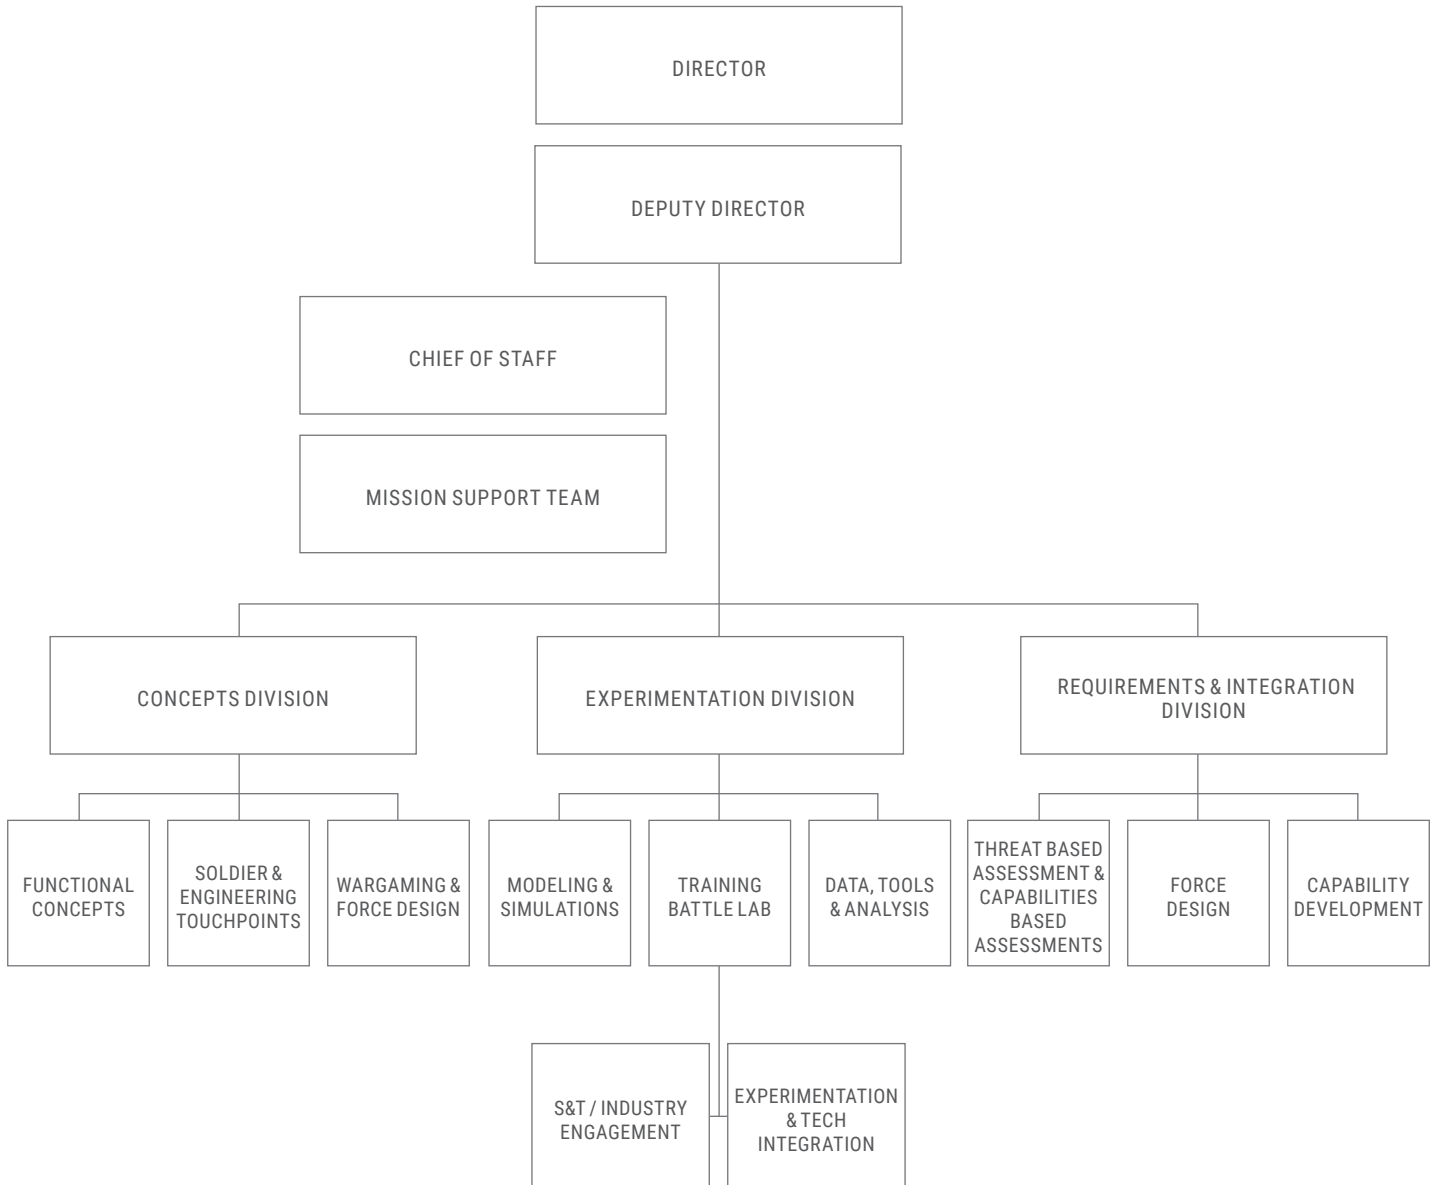 DIRECTOR
DEPUTY DIRECTOR
CHIEF OF STAFF
MISSION SUPPORT TEAM
CONCEPTS DIVISION
EXPERIMENTATION DIVISION
REQUIREMENTS & INTEGRATION
DIVISION
FUNCTIONAL
CONCEPTS
SOLDIER &
ENGINEERING
TOUCHPOINTS
WARGAMING &
FORCE DESIGN
MODELING &
SIMULATIONS
TRAINING
BATTLE LAB
DATA, TOOLS
& ANALYSIS
THREAT BASED
ASSESSMENT &
CAPABILITIES
BASED
ASSESSMENTS
FORCE
DESIGN
CAPABILITY
DEVELOPMENT
S&T / INDUSTRY
ENGAGEMENT
EXPERIMENTATION
& TECH
INTEGRATION